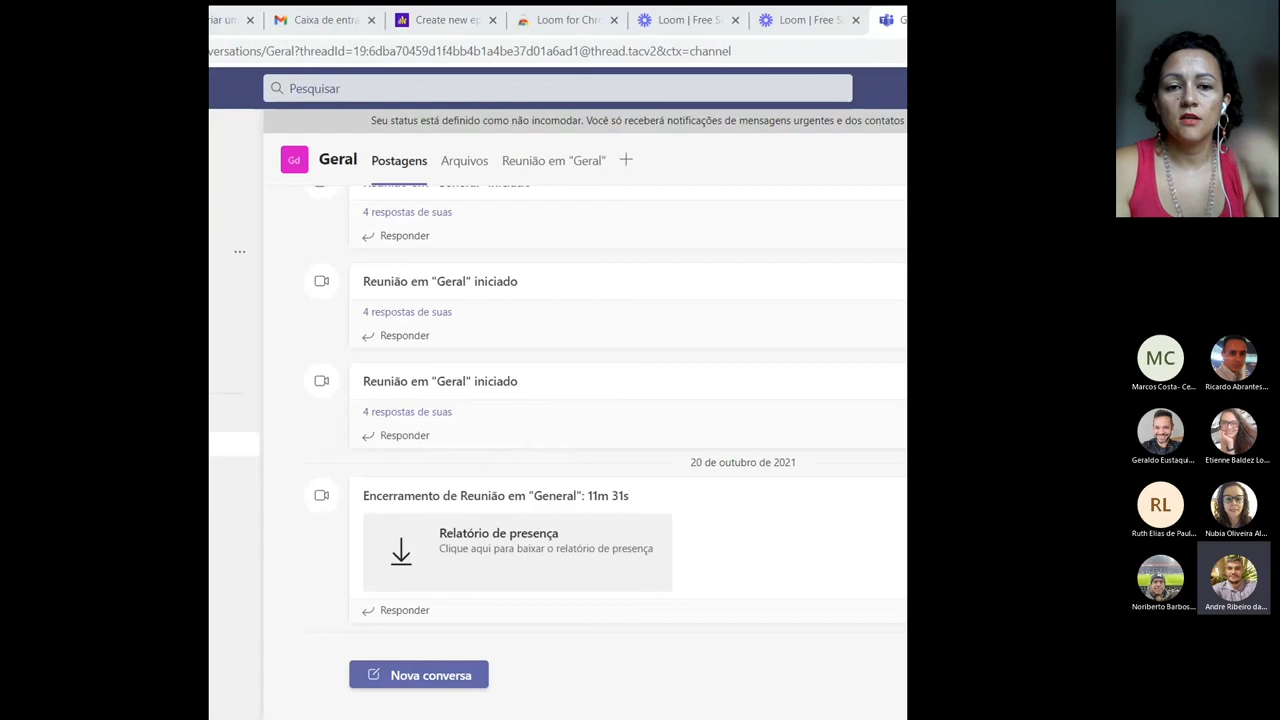 iar um
Caixa de entra
Create new ep
Loom for Chr
Loom | Free S
Loom | Free S
G
versations/Geral?threadId=19:6dba70459d1f4bb4b1a4be37d01a6ad1@thread.tacv2&ctx=channel
Pesquisar
Seu status está definido como não incomodar. Você só receberá notificações de mensagens urgentes e dos contatos
Gd
Geral
Postagens
Arquivos
Reunião em "Geral"
4 respostas de suas
Responder
Reunião em "Geral" iniciado
4 respostas de suas
Responder
Reunião em "Geral" iniciado
4 respostas de suas
Responder
20 de outubro de 2021
Encerramento de Reunião em "General": 11m 31s
Relatório de presença
Clique aqui para baixar o relatório de presença
Responder
Nova conversa
MC
Marcos Costa- Ce...
Ricardo Abrantes...
Geraldo Eustaqui...
Etienne Baldez Lo...
RL
Ruth Elias de Paul...
Nubia Oliveira Al...
Noriberto Barbos...
Andre Ribeiro da...